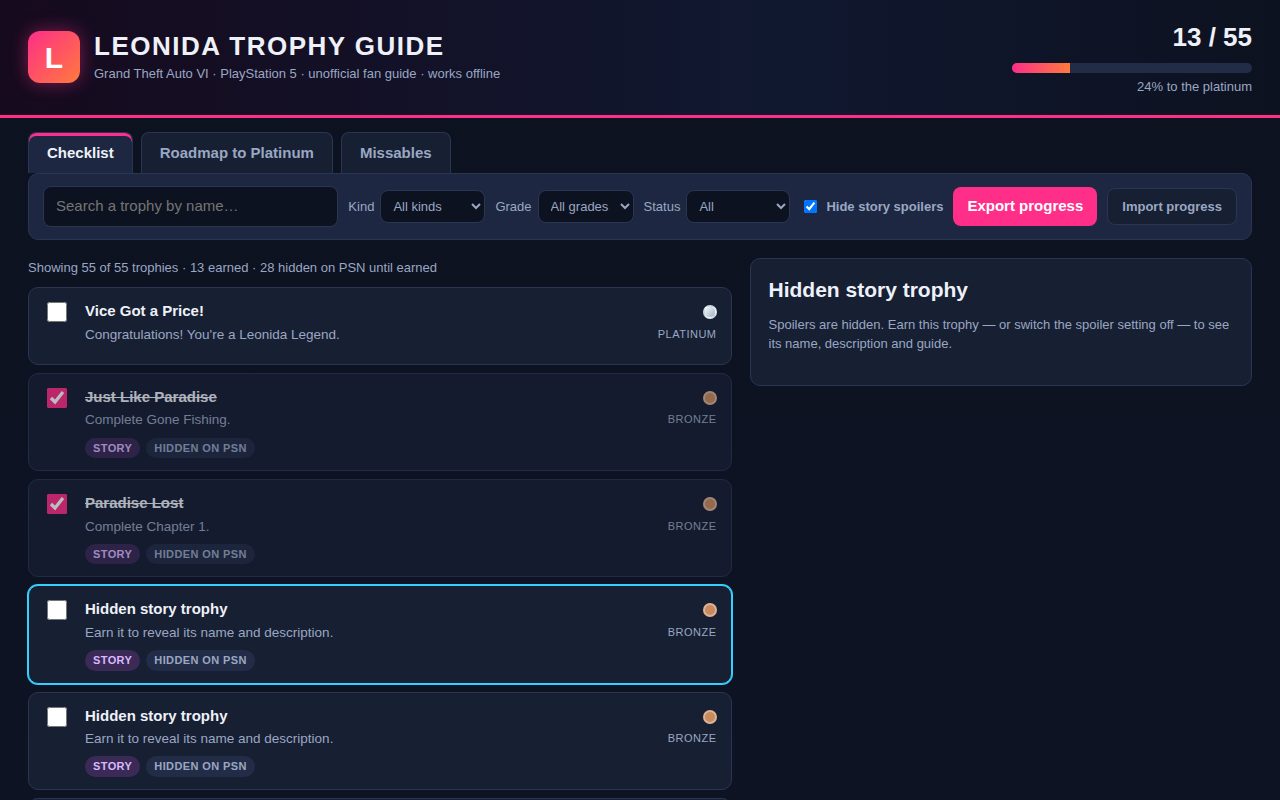 L
LEONIDA TROPHY GUIDE
Grand Theft Auto VI · PlayStation 5 · unofficial fan guide · works offline
13 / 55
24% to the platinum
Checklist
Roadmap to Platinum
Missables
Search a trophy by name…
Kind
All kinds
Grade
All grades
Status
All
Hide story spoilers
Export progress
Import progress
Showing 55 of 55 trophies · 13 earned · 28 hidden on PSN until earned
Vice Got a Price!
Congratulations! You're a Leonida Legend.
PLATINUM
Just Like Paradise
Complete Gone Fishing.
BRONZE
STORY
HIDDEN ON PSN
Paradise Lost
Complete Chapter 1.
BRONZE
STORY
HIDDEN ON PSN
Hidden story trophy
Earn it to reveal its name and description.
BRONZE
STORY
HIDDEN ON PSN
Hidden story trophy
Earn it to reveal its name and description.
BRONZE
STORY
HIDDEN ON PSN
Hidden story trophy
Spoilers are hidden. Earn this trophy — or switch the spoiler setting off — to see
its name, description and guide.